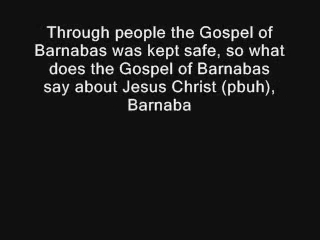 Through people the Gospel of
Barnabas was kept safe, so what
does the Gospel of Barnabas
say about Jesus Christ (pbuh),
Barnaba